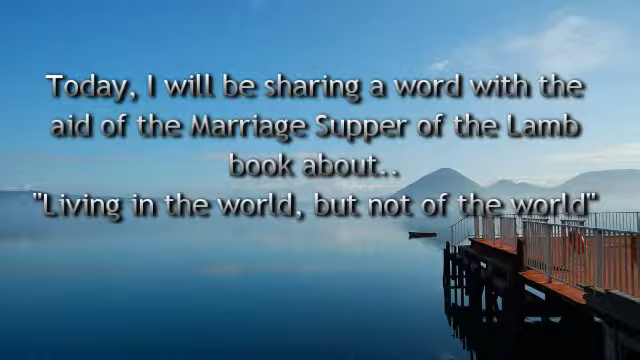 Today, I will be sharing a word with the
aid of the Marriage Supper of the Lamb
book about..
"Living in the world, but not of the world"